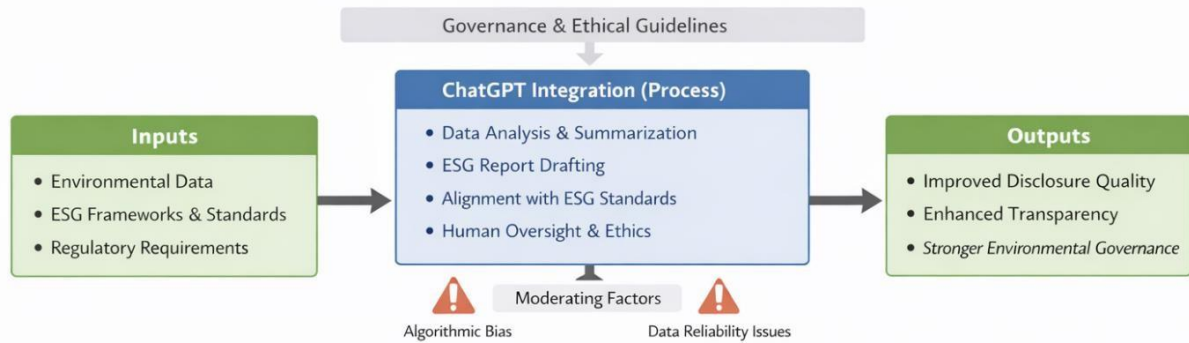 Governance & Ethical Guidelines
ChatGPT Integration (Process)
• Data Analysis & Summarization
• ESG Report Drafting
• Alignment with ESG Standards
• Human Oversight & Ethics
Inputs
• Environmental Data
• ESG Frameworks & Standards
• Regulatory Requirements
Outputs
• Improved Disclosure Quality
• Enhanced Transparency
• Stronger Environmental Governance
Moderating Factors
Algorithmic Bias
Data Reliability Issues